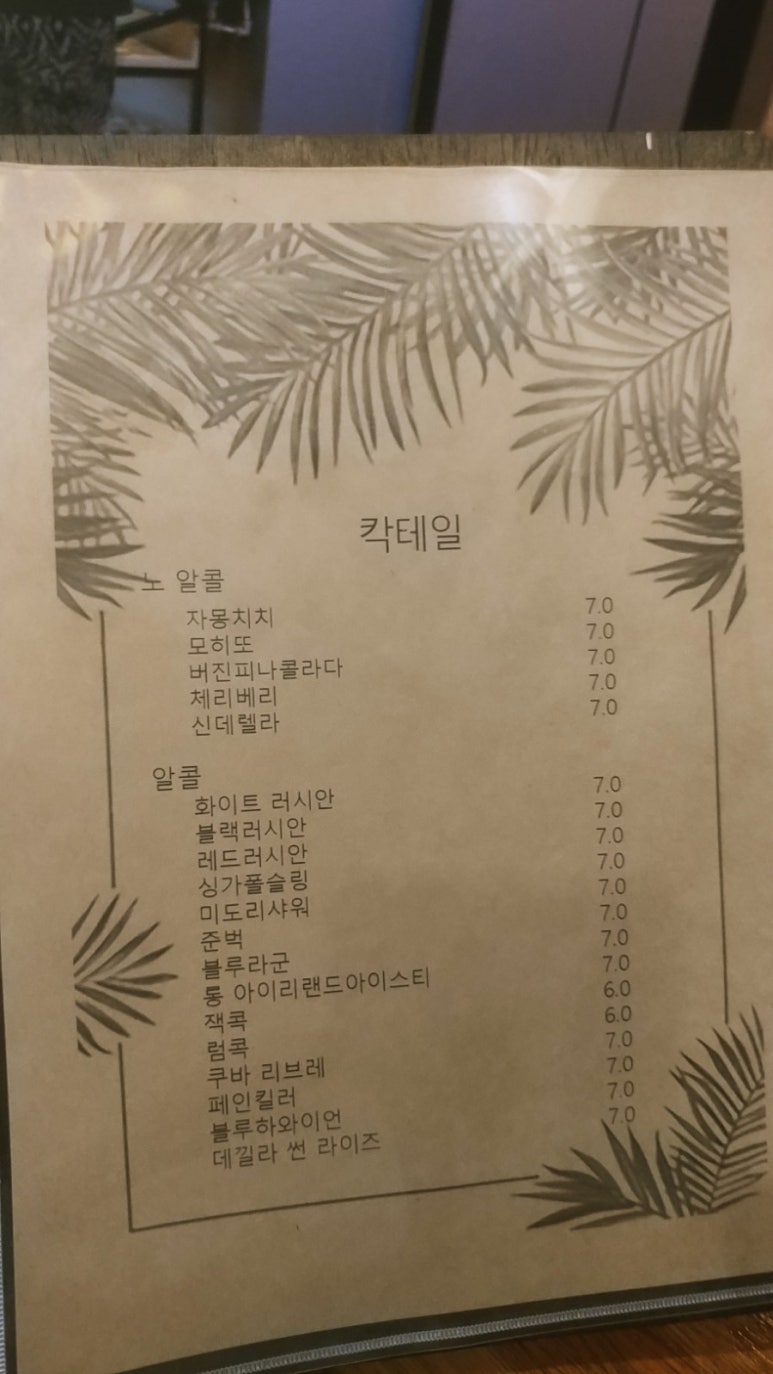 칵테일
노 알콜
자몽치치 7.0
모히또 7.0
버진피나콜라다 7.0
체리베리 7.0
신데렐라 7.0
알콜
화이트 러시안 7.0
블랙러시안 7.0
레드러시안 7.0
싱가폴슬링 7.0
미도리샤워 7.0
준벅 7.0
블루라군 7.0
롱 아이리랜드아이스티 7.0
잭콕 6.0
럼콕 6.0
쿠바 리브레 7.0
페인킬러 7.0
블루하와이언 7.0
데낄라 썬 라이즈 7.0